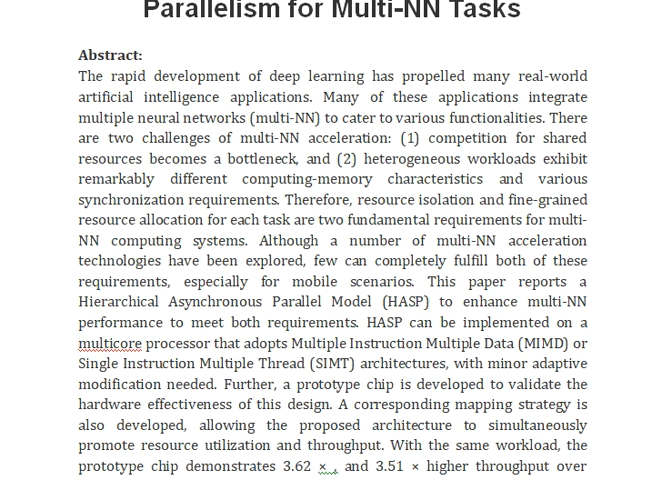 Parallelism for Multi-NN Tasks
Abstract:
The rapid development of deep learning has propelled many real-world
artificial intelligence applications. Many of these applications integrate
multiple neural networks (multi-NN) to cater to various functionalities. There
are two challenges of multi-NN acceleration: (1) competition for shared
resources becomes a bottleneck, and (2) heterogeneous workloads exhibit
remarkably different computing-memory characteristics and various
synchronization requirements. Therefore, resource isolation and fine-grained
resource allocation for each task are two fundamental requirements for multi-
NN computing systems. Although a number of multi-NN acceleration
technologies have been explored, few can completely fulfill both of these
requirements, especially for mobile scenarios. This paper reports a
Hierarchical Asynchronous Parallel Model (HASP) to enhance multi-NN
performance to meet both requirements. HASP can be implemented on a
multicore processor that adopts Multiple Instruction Multiple Data (MIMD) or
Single Instruction Multiple Thread (SIMT) architectures, with minor adaptive
modification needed. Further, a prototype chip is developed to validate the
hardware effectiveness of this design. A corresponding mapping strategy is
also developed, allowing the proposed architecture to simultaneously
promote resource utilization and throughput. With the same workload, the
prototype chip demonstrates 3.62 × , and 3.51 × higher throughput over